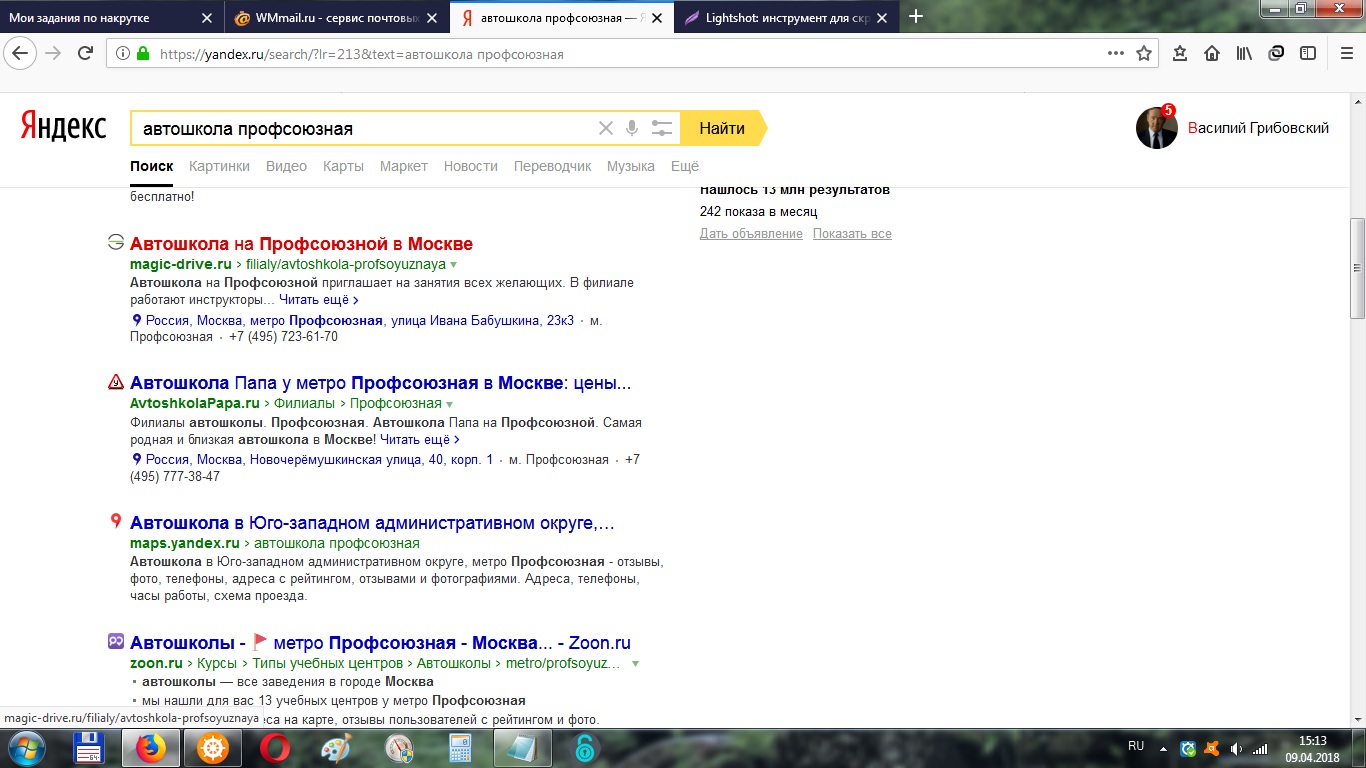 Мои задания по накрутке
WMmail.ru - сервис почтовых
автошкола профсоюзная — Я
Lightshot: инструмент для скр
https://yandex.ru/search/?lr=213&text=автошкола профсоюзная
Яндекс
автошкола профсоюзная
Найти
5
Василий Грибовский
Поиск Картинки Видео Карты Маркет Новости Переводчик Музыка Ещё
бесплатно!
Нашлось 13 млн результатов
242 показа в месяц
Дать объявление Показать все
Автошкола на Профсоюзной в Москве
magic-drive.ru › filialy/avtoshkola-profsoyuznaya
Автошкола на Профсоюзной приглашает на занятия всех желающих. В филиале
работают инструкторы... Читать ещё ›
Россия, Москва, метро Профсоюзная, улица Ивана Бабушкина, 23к3 · м.
Профсоюзная · +7 (495) 723-61-70
Автошкола Папа у метро Профсоюзная в Москве: цены...
AvtoshkolaPapa.ru › Филиалы › Профсоюзная
Филиалы автошколы. Профсоюзная. Автошкола Папа на Профсоюзной. Самая
родная и близкая автошкола в Москве! Читать ещё ›
Россия, Москва, Новочерёмушкинская улица, 40, корп. 1 · м. Профсоюзная · +7
(495) 777-38-47
Автошкола в Юго-западном административном округе,...
maps.yandex.ru › автошкола профсоюзная
Автошкола в Юго-западном административном округе, метро Профсоюзная - отзывы,
фото, телефоны, адреса с рейтингом, отзывами и фотографиями. Адреса, телефоны,
часы работы, схема проезда.
Автошколы - метро Профсоюзная - Москва... - Zoon.ru
zoon.ru › Курсы › Типы учебных центров › Автошколы › metro/profsoyuz...
автошколы — все заведения в городе Москва
мы нашли для вас 13 учебных центров у метро Профсоюзная
на карте, отзывы пользователей с рейтингом и фото.
magic-drive.ru/filialy/avtoshkola-profsoyuznaya
64
RU
15:13
09.04.2018